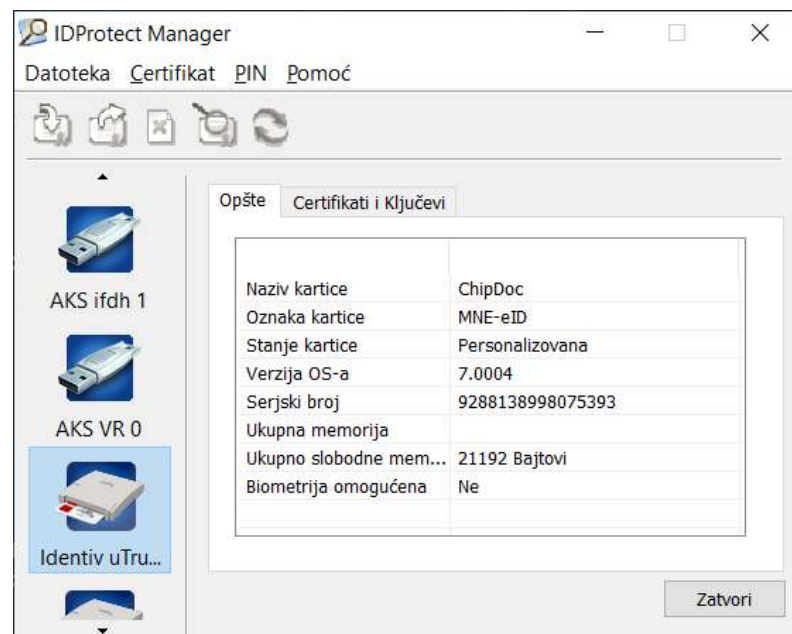 IDProtect Manager
Datoteka Certifikat PIN Pomoć
AKS ifdh 1
AKS VR 0
Identiv uTru...
Opšte Certifikati i Ključevi
Naziv kartice ChipDoc
Oznaka kartice MNE-eID
Stanje kartice Personalizovana
Verzija OS-a 7.0004
Serjski broj 9288138998075393
Ukupna memorija
Ukupno slobodne mem... 21192 Bajtovi
Biometrija omogućena Ne
Zatvori